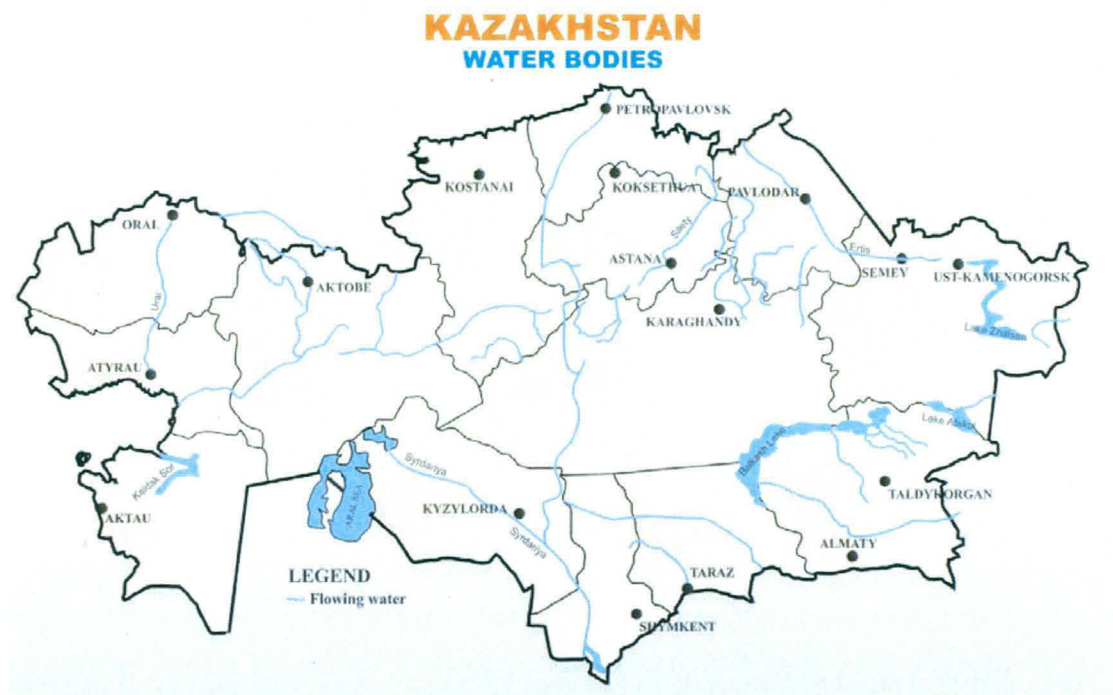 KAZAKHSTAN
WATER BODIES
PETROPAVLOVSK
KOSTANAI
KOKSETHUA
PAVLODAR
ORAL
Silety
ASTANA
Ertis
SEMEY
UST-KAMENOGORSK
AKTOBE
Ural
KARAGHANDY
Lake Zhaisan
ATYRAU
Lake Alakol
Balkash Lake
Syrdariya
Kaidak Sor
ARAL SEA
TALDYKORGAN
KYZYLORDA
AKTAU
Syrdariya
ALMATY
LEGEND
Flowing water
TARAZ
SHYMKENT